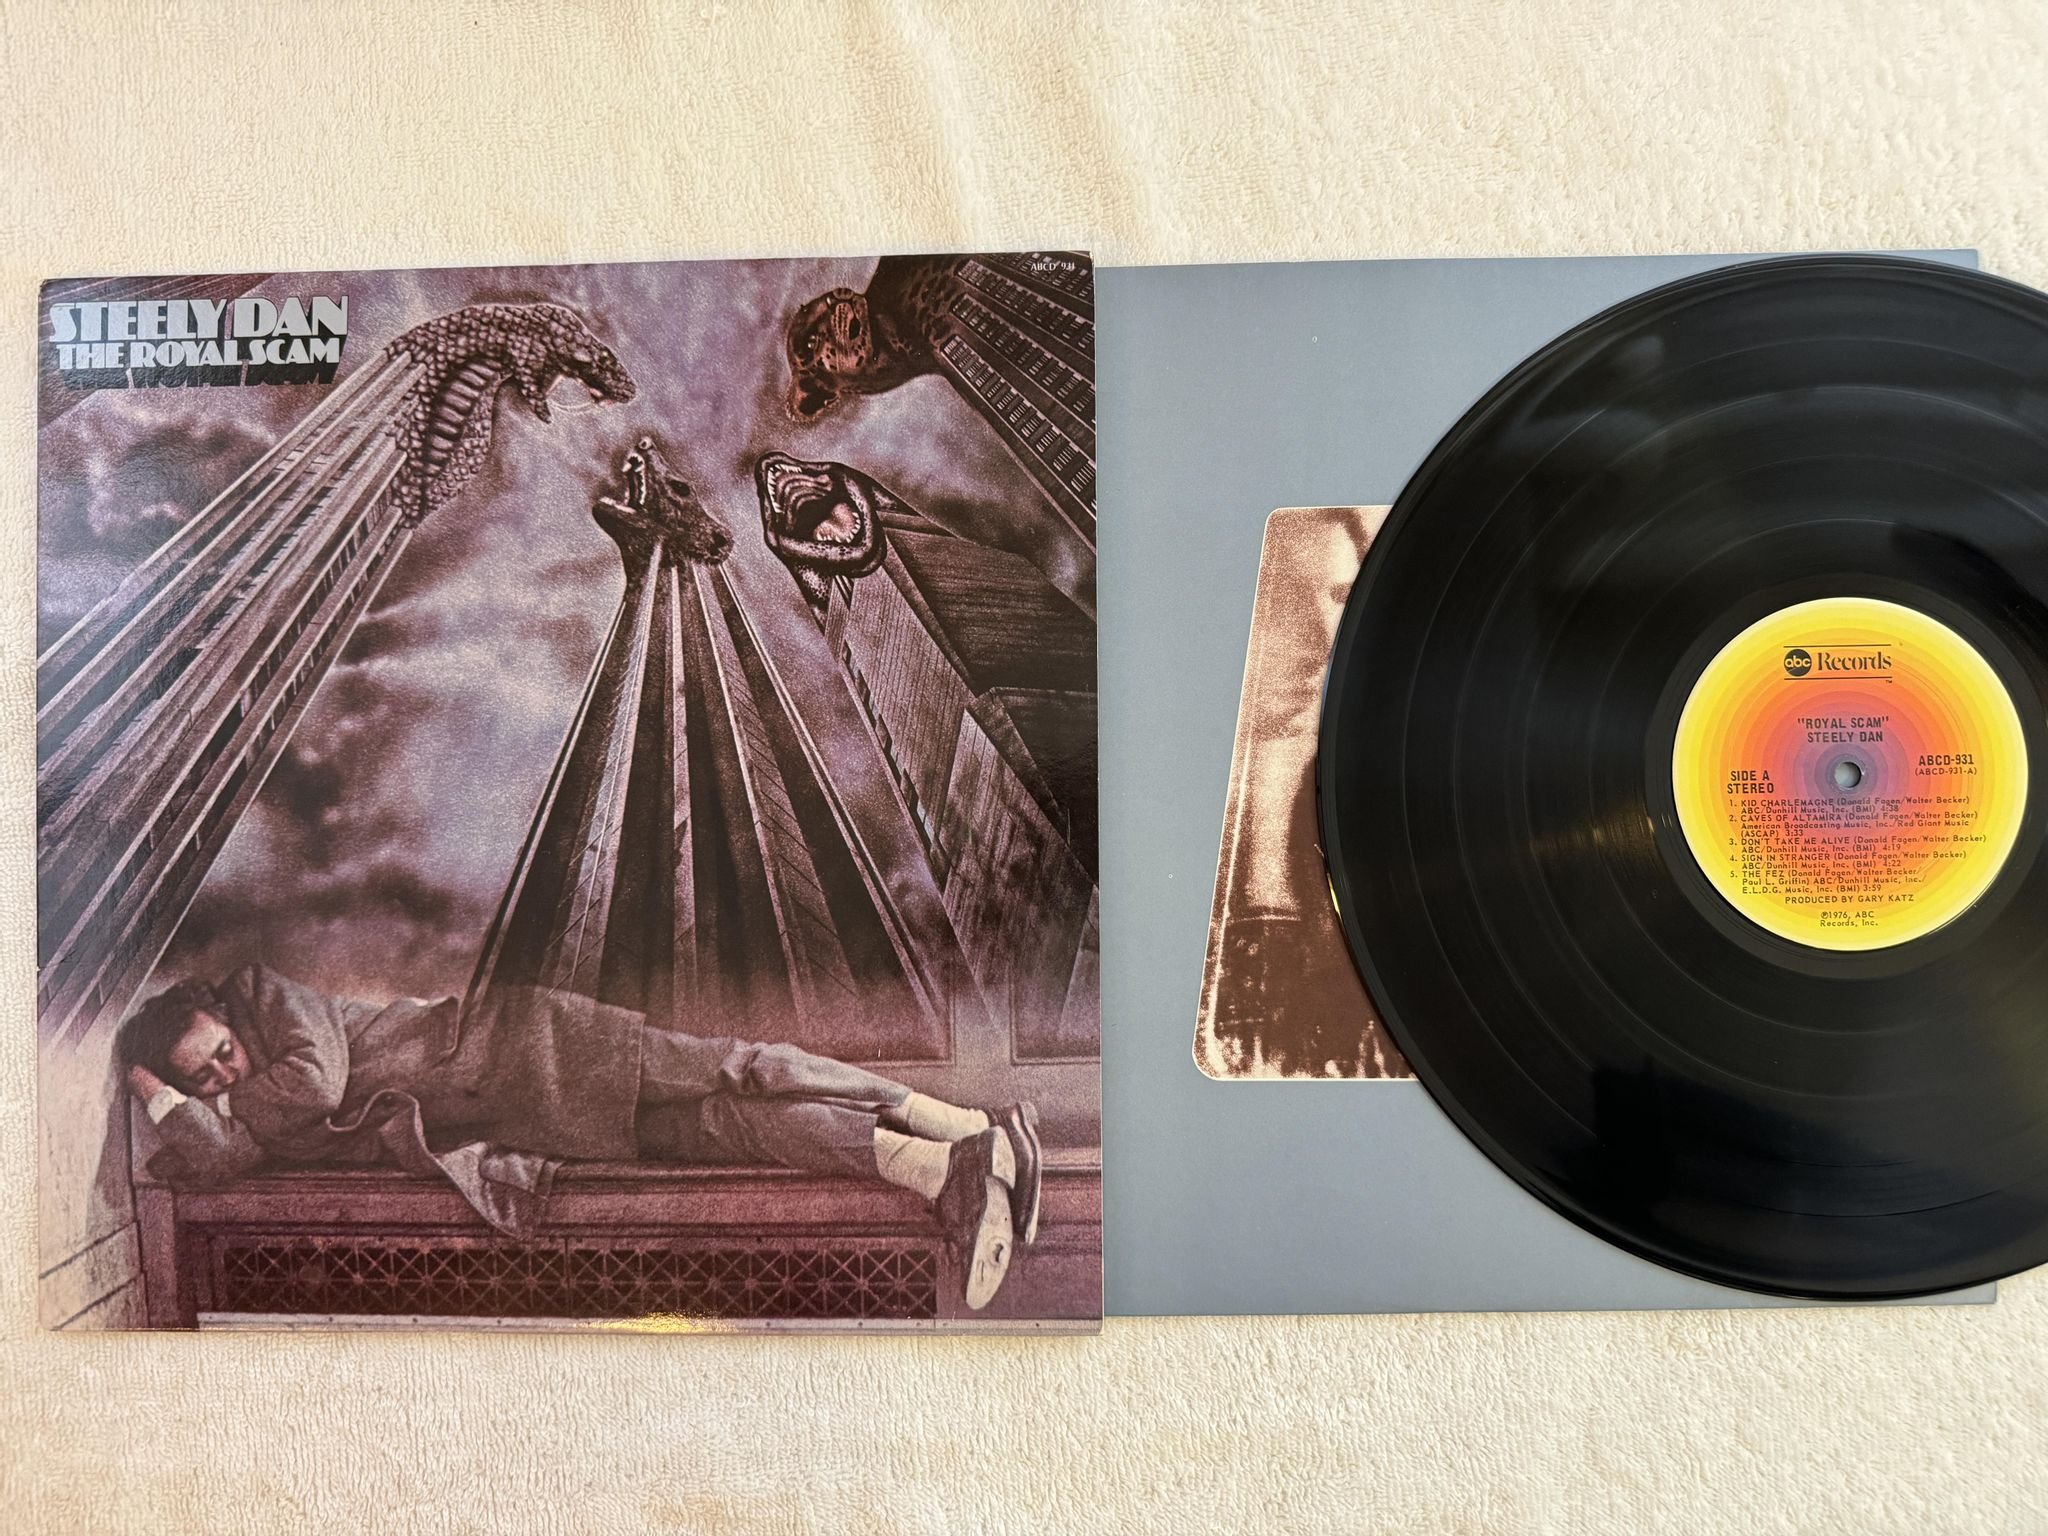 STEELY DAN
THE ROYAL SCAM
ABCD 931
abc Records
TM
"ROYAL SCAM"
STEELY DAN
SIDE A
STEREO
ABCD-931
(ABCD-931-A)
1. KID CHARLEMAGNE (Donald Fagen/Walter Becker)
ABC/Dunhill Music, Inc. (BMI) 4:38
2. CAVES OF ALTAMIRA (Donald Fagen/Walter Becker)
American Broadcasting Music, Inc./Red Giant Music
(ASCAP) 3:33
3. DON'T TAKE ME ALIVE (Donald Fagen/Walter Becker)
ABC/Dunhill Music, Inc. (BMI) 4:19
4. SIGN IN STRANGER (Donald Fagen/Walter Becker)
ABC/Dunhill Music, Inc. (BMI) 4:22
5. THE FEZ (Donald Fagen/Walter Becker/
Paul L. Griffin) ABC/Dunhill Music, Inc./
E.L.D.G. Music, Inc. (BMI) 3:59
PRODUCED BY GARY KATZ
℗1976, ABC
Records, Inc.